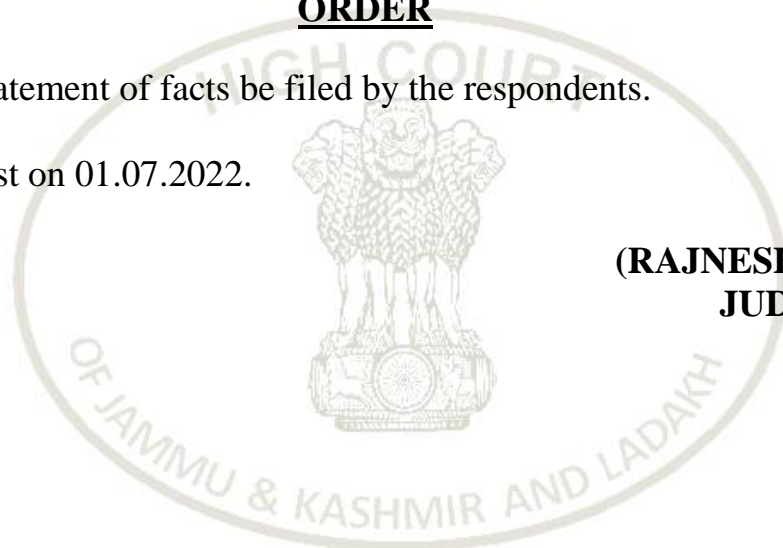 ORDER
atement of facts be filed by the respondents.
st on 01.07.2022.
(RAJNESH
JUD
HIGH COURT
OF JAMMU & KASHMIR AND LADAKH